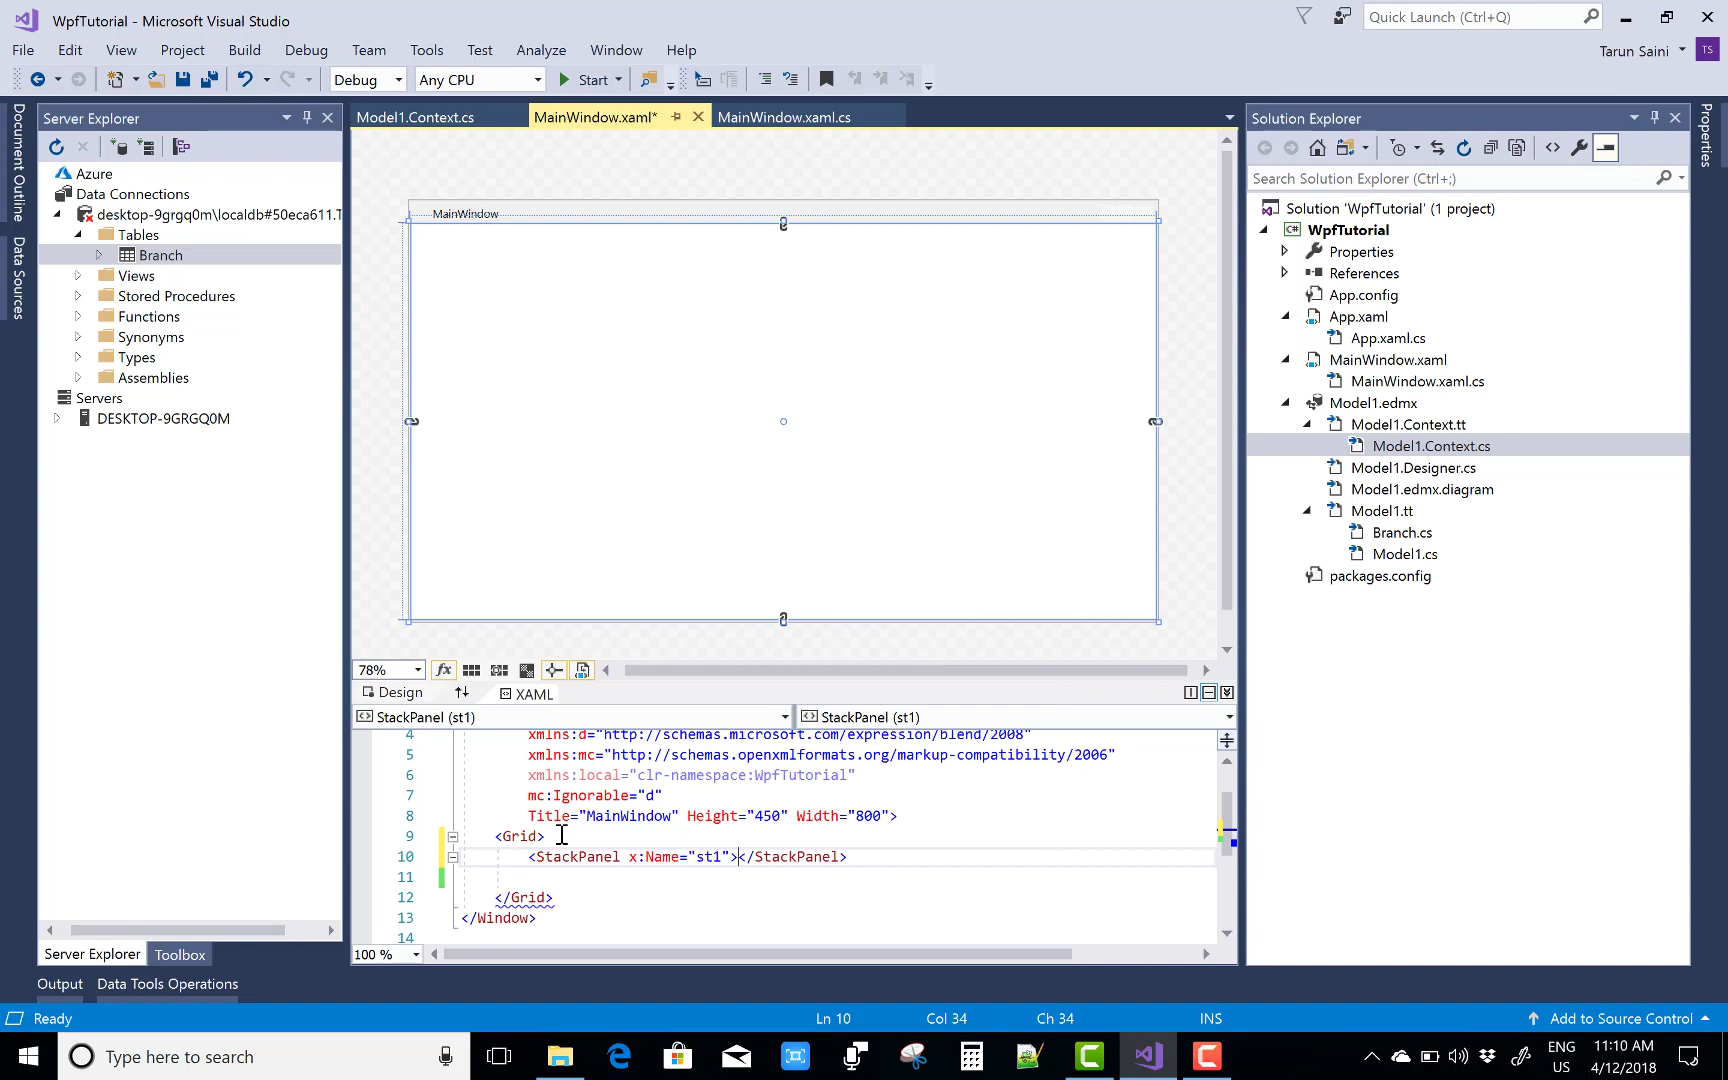 WpfTutorial - Microsoft Visual Studio
Quick Launch (Ctrl+Q)
File Edit View Project Build Debug Team Tools Test Analyze Window Help
Tarun Saini TS
Debug Any CPU Start
Document Outline
Data Sources
Server Explorer
Azure
Data Connections
desktop-9grgq0m\localdb#50eca611.T
Tables
Branch
Views
Stored Procedures
Functions
Synonyms
Types
Assemblies
Servers
DESKTOP-9GRGQ0M
Server Explorer Toolbox
Output Data Tools Operations
Model1.Context.cs MainWindow.xaml* MainWindow.xaml.cs
MainWindow
78% fx
Design XAML
StackPanel (st1) StackPanel (st1)
4 xmlns:d="http://schemas.microsoft.com/expression/blend/2008"
5 xmlns:mc="http://schemas.openxmlformats.org/markup-compatibility/2006"
6 xmlns:local="clr-namespace:WpfTutorial"
7 mc:Ignorable="d"
8 Title="MainWindow" Height="450" Width="800">
9 <Grid>
10 <StackPanel x:Name="st1"></StackPanel>
11
12 </Grid>
13 </Window>
14
100 %
Solution Explorer
Search Solution Explorer (Ctrl+;)
Solution 'WpfTutorial' (1 project)
C# WpfTutorial
Properties
References
App.config
App.xaml
App.xaml.cs
MainWindow.xaml
MainWindow.xaml.cs
Model1.edmx
Model1.Context.tt
Model1.Context.cs
Model1.Designer.cs
Model1.edmx.diagram
Model1.tt
Branch.cs
Model1.cs
packages.config
Properties
Ready Ln 10 Col 34 Ch 34 INS Add to Source Control
Type here to search
ENG
US
11:10 AM
4/12/2018